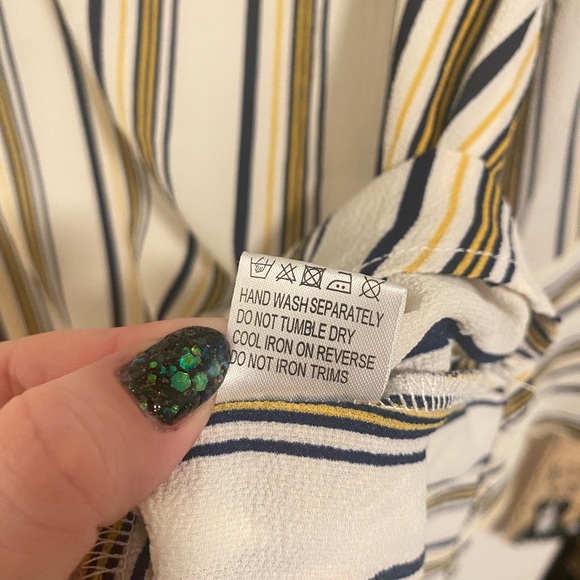 HAND WASH SEPARATELY
DO NOT TUMBLE DRY
COOL IRON ON REVERSE
DO NOT IRON TRIMS